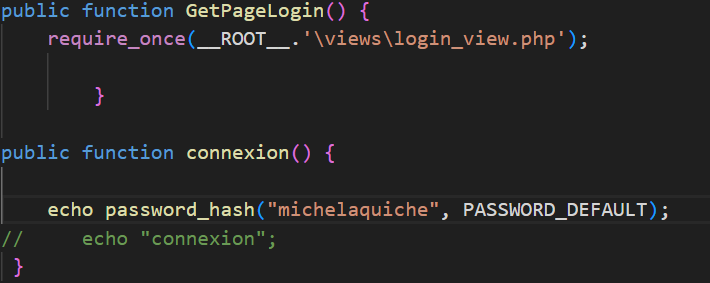 public function GetPageLogin() {
require_once(__ROOT__.'\views\login_view.php');
}
public function connexion() {
echo password_hash("michelaquiche", PASSWORD_DEFAULT);
//     echo "connexion";
}